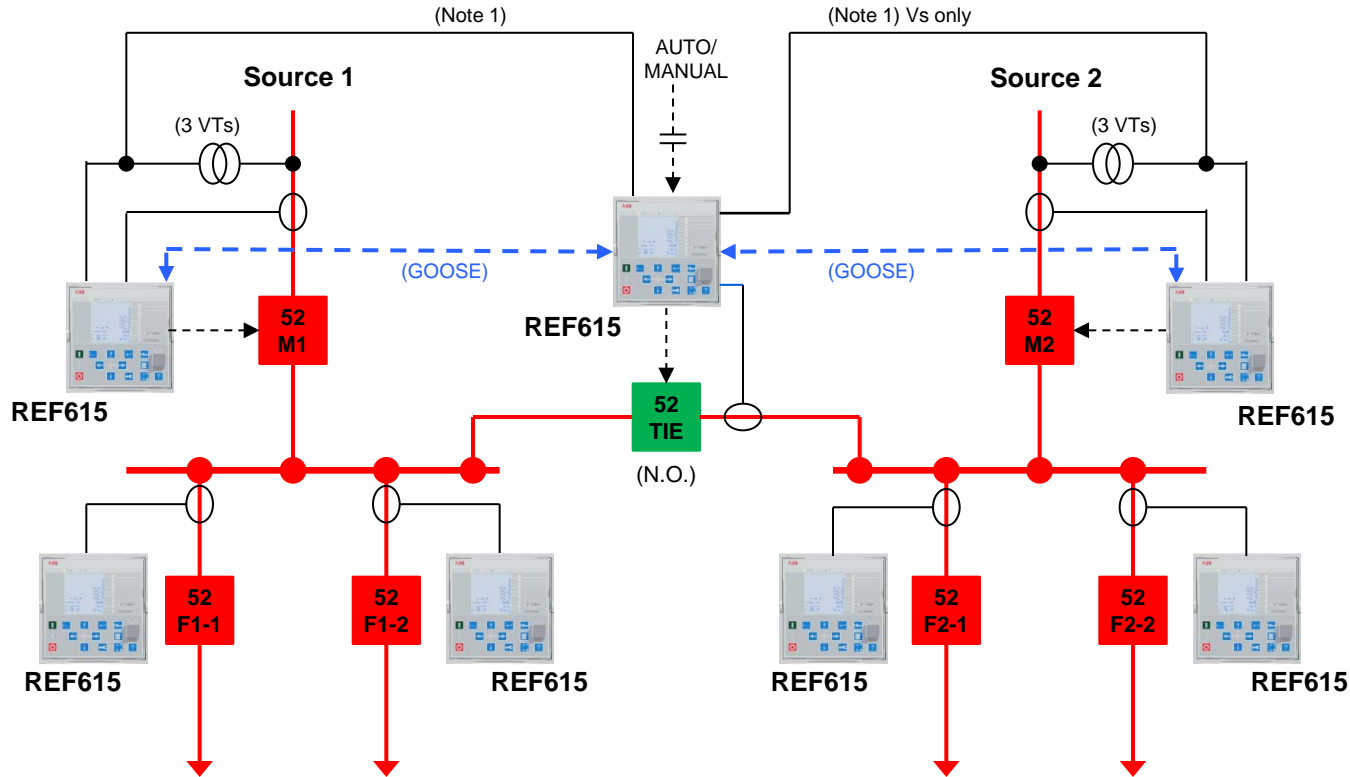 (Note 1)
(Note 1) Vs only
AUTO/
MANUAL
Source 1
Source 2
(3 VTs)
(3 VTs)
(GOOSE)
(GOOSE)
REF615
52
M1
52
M2
REF615
REF615
52
TIE
(N.O.)
52
F1-1
52
F1-2
52
F2-1
52
F2-2
REF615
REF615
REF615
REF615